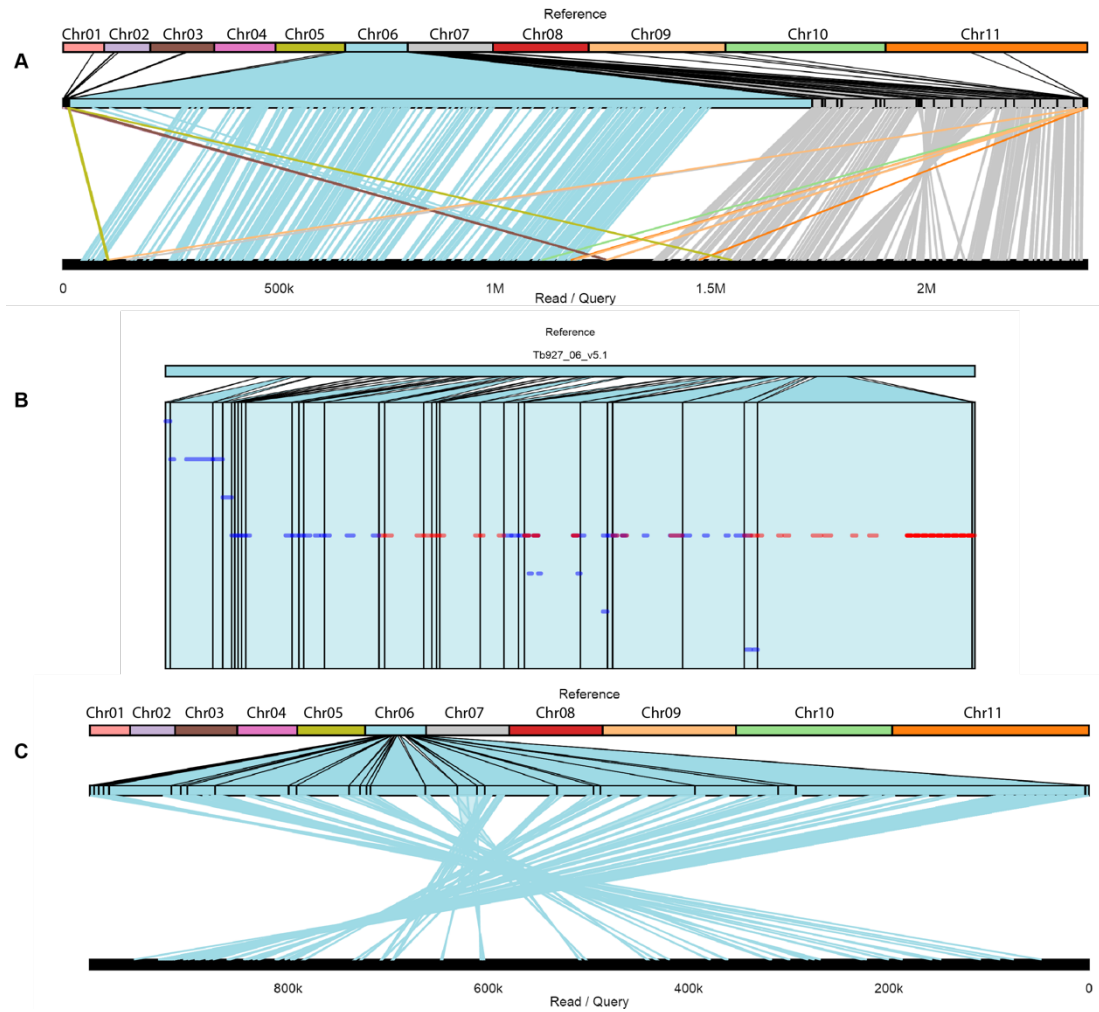 Reference
Chr01 Chr02 Chr03 Chr04 Chr05 Chr06 Chr07 Chr08 Chr09 Chr10 Chr11
A
0 500k 1M 1.5M 2M
Read / Query
Reference
Tb927_06_v5.1
B
Reference
Chr01 Chr02 Chr03 Chr04 Chr05 Chr06 Chr07 Chr08 Chr09 Chr10 Chr11
C
800k 600k 400k 200k 0
Read / Query